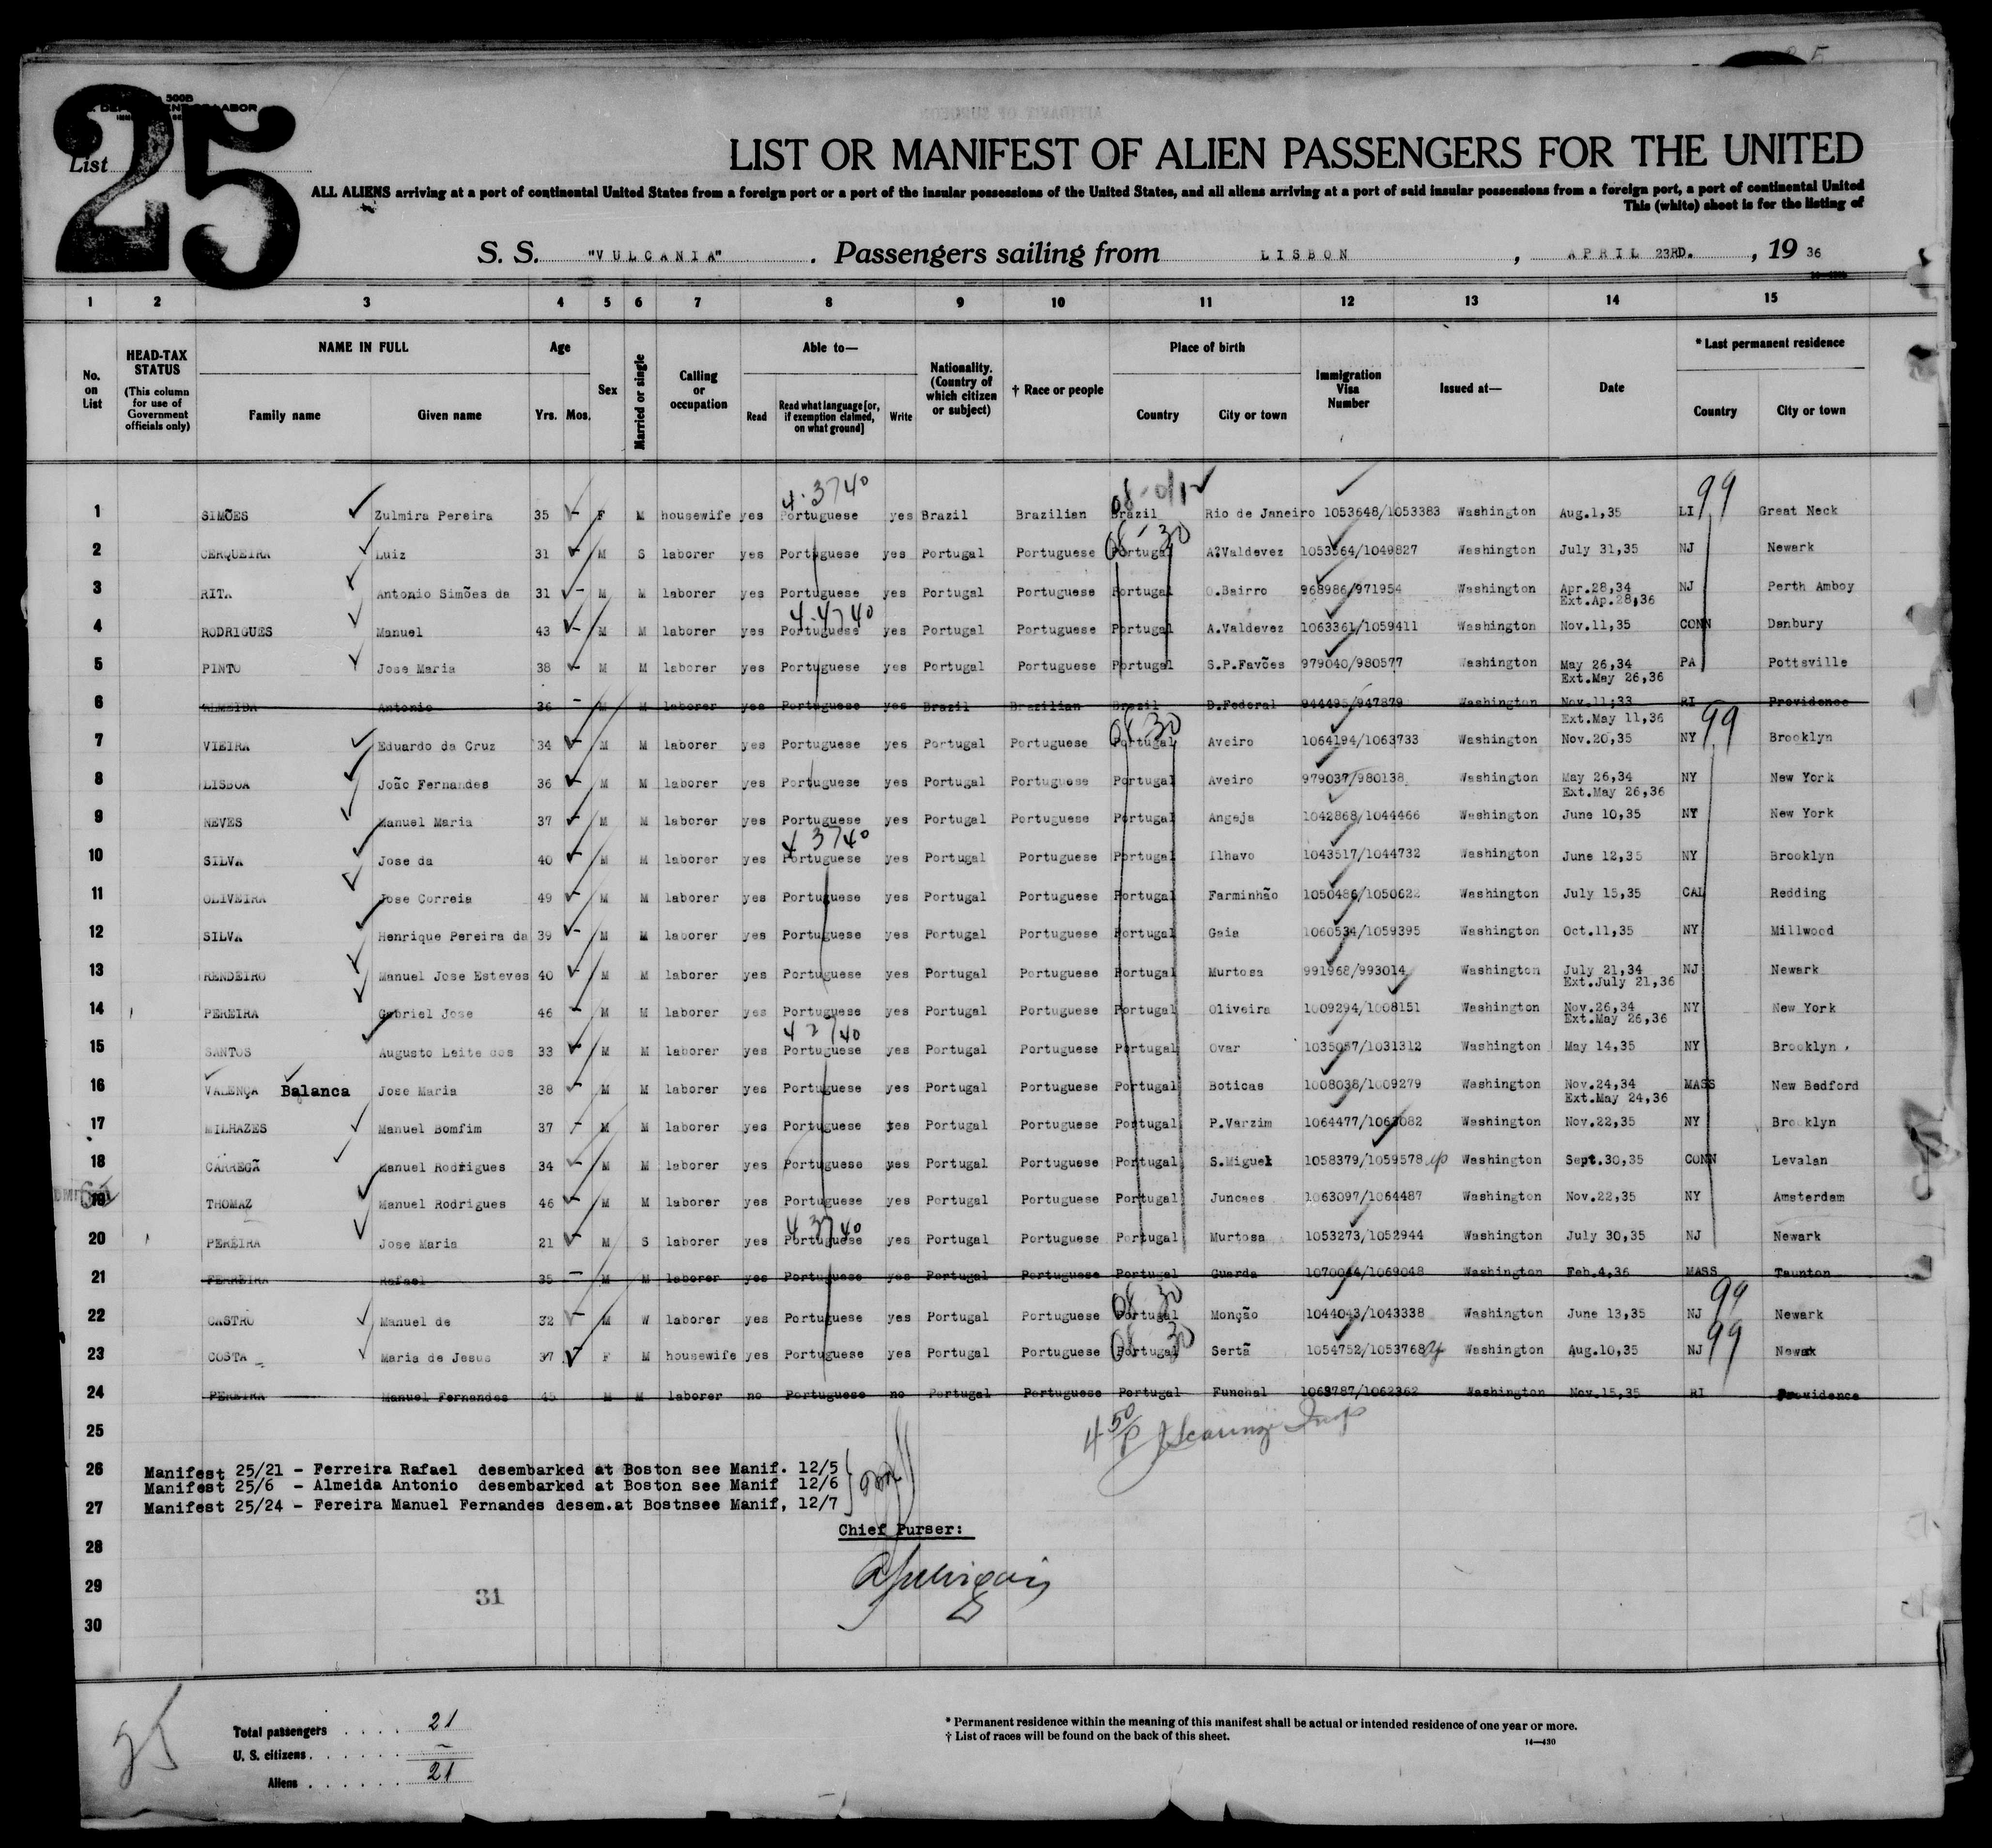 25
500B
List
LIST OR MANIFEST OF ALIEN PASSENGERS FOR THE UNITED
ALL ALIENS arriving at a port of continental United States from a foreign port or a port of the insular possessions of the United States, and all aliens arriving at a port of said insular possessions from a foreign port, a port of continental United
This (white) sheet is for the listing of
S. S. "VULCANIA". Passengers sailing from LISBON, APRIL 23RD., 19 36
1 2 3 4 5 6 7 8 9 10 11 12 13 14 15
No. on List HEAD-TAX STATUS (This column for use of Government officials only) NAME IN FULL Family name Given name Age Yrs. Mos. Sex Married or single Calling or occupation Able to— Read Read what language [or, if exemption claimed, on what ground] Write Nationality. (Country of which citizen or subject) † Race or people Place of birth Country City or town Immigration Visa Number Issued at— Date * Last permanent residence Country City or town
1 SIMÕES Zulmira Pereira 35 F M housewife yes Portuguese yes Brazil Brazilian Brazil Rio de Janeiro 1053648/1053383 Washington Aug.1,35 LI 99 Great Neck
2 CERQUEIRA Luiz 31 M S laborer yes Portuguese yes Portugal Portuguese Portugal A.Valdevez 1053564/1049827 Washington July 31,35 NJ Newark
3 RITA Antonio Simões da 31 M M laborer yes Portuguese yes Portugal Portuguese Portugal O.Bairro 968986/971954 Washington Apr.28,34 NJ Perth Amboy
Ext.Ap.28,36
4 RODRIGUES Manuel 43 M M laborer yes Portuguese yes Portugal Portuguese Portugal A.Valdevez 1063361/1059411 Washington Nov.11,35 CONN Danbury
5 PINTO Jose Maria 38 M M laborer yes Portuguese yes Portugal Portuguese Portugal S.P.Favões 979040/980577 Washington May 26,34 PA Pottsville
Ext.May 26,36
6 ALMEIDA Antonio 36 M M laborer yes Portuguese yes Brazil Brazilian Brazil D.Federal 944495/947879 Washington Nov.11,33 RI Providence
Ext.May 11,36
7 VIEIRA Eduardo da Cruz 34 M M laborer yes Portuguese yes Portugal Portuguese Portugal Aveiro 1064194/1063733 Washington Nov.20,35 NY 99 Brooklyn
8 LISBOA João Fernandes 36 M M laborer yes Portuguese yes Portugal Portuguese Portugal Aveiro 979037/980138 Washington May 26,34 NY New York
Ext.May 26,36
9 NEVES Manuel Maria 37 M M laborer yes Portuguese yes Portugal Portuguese Portugal Angeja 1042868/1044466 Washington June 10,35 NY New York
10 SILVA Jose da 40 M M laborer yes Portuguese yes Portugal Portuguese Portugal Ilhavo 1043517/1044732 Washington June 12,35 NY Brooklyn
11 OLIVEIRA Jose Correia 49 M M laborer yes Portuguese yes Portugal Portuguese Portugal Farminhão 1050486/1050622 Washington July 15,35 CAL Redding
12 SILVA Henrique Pereira da 39 M M laborer yes Portuguese yes Portugal Portuguese Portugal Gaia 1060534/1059395 Washington Oct.11,35 NY Millwood
13 RENDEIRO Manuel Jose Esteves 40 M M laborer yes Portuguese yes Portugal Portuguese Portugal Murtosa 991968/993014 Washington July 21,34 NJ Newark
Ext.July 21,36
14 PEREIRA Gabriel Jose 46 M M laborer yes Portuguese yes Portugal Portuguese Portugal Oliveira 1009294/1008151 Washington Nov.26,34 NY New York
Ext.May 26,36
15 SANTOS Augusto Leite dos 33 M M laborer yes Portuguese yes Portugal Portuguese Portugal Ovar 1035087/1031312 Washington May 14,35 NY Brooklyn
16 VALENÇA Balanca Jose Maria 38 M M laborer yes Portuguese yes Portugal Portuguese Portugal Boticas 1008038/1009279 Washington Nov.24,34 MASS New Bedford
Ext.May 24,36
17 MILHAZES Manuel Bomfim 37 M M laborer yes Portuguese yes Portugal Portuguese Portugal P.Varzim 1064477/1063082 Washington Nov.22,35 NY Brooklyn
18 CARREGÃ Manuel Rodrigues 34 M M laborer yes Portuguese yes Portugal Portuguese Portugal S.Miguel 1058379/1059578 Washington Sept.30,35 CONN Levalan
19 THOMAZ Manuel Rodrigues 46 M M laborer yes Portuguese yes Portugal Portuguese Portugal Juncaes 1063097/1064487 Washington Nov.22,35 NY Amsterdam
20 PEREIRA Jose Maria 21 M S laborer yes Portuguese yes Portugal Portuguese Portugal Murtosa 1053273/1052944 Washington July 30,35 NJ Newark
21 FERREIRA Rafael 35 M M laborer yes Portuguese yes Portugal Portuguese Portugal Guarda 1070044/1069048 Washington Feb.4,36 MASS Taunton
22 CASTRO Manuel de 32 M W laborer yes Portuguese yes Portugal Portuguese Portugal Monção 1044043/1043338 Washington June 13,35 NJ 99 Newark
23 COSTA Maria de Jesus 37 F M housewife yes Portuguese yes Portugal Portuguese Portugal Sertã 1054752/1053768 Washington Aug.10,35 NJ 99 Newak
24 PEREIRA Manuel Fernandes 45 M M laborer no Portuguese no Portugal Portuguese Portugal Funchal 1063787/1062362 Washington Nov.15,35 RI Providence
25
26 Manifest 25/21 - Ferreira Rafael desembarked at Boston see Manif. 12/5
Manifest 25/6 - Almeida Antonio desembarked at Boston see Manif 12/6
27 Manifest 25/24 - Fereira Manuel Fernandes desem.at Bostnsee Manif, 12/7
Chief Purser:
28
29
31
30
25
Total passengers . . . . 21
U. S. citizens . . . . . . –
Aliens . . . . . . 21
* Permanent residence within the meaning of this manifest shall be actual or intended residence of one year or more.
† List of races will be found on the back of this sheet.
14—430